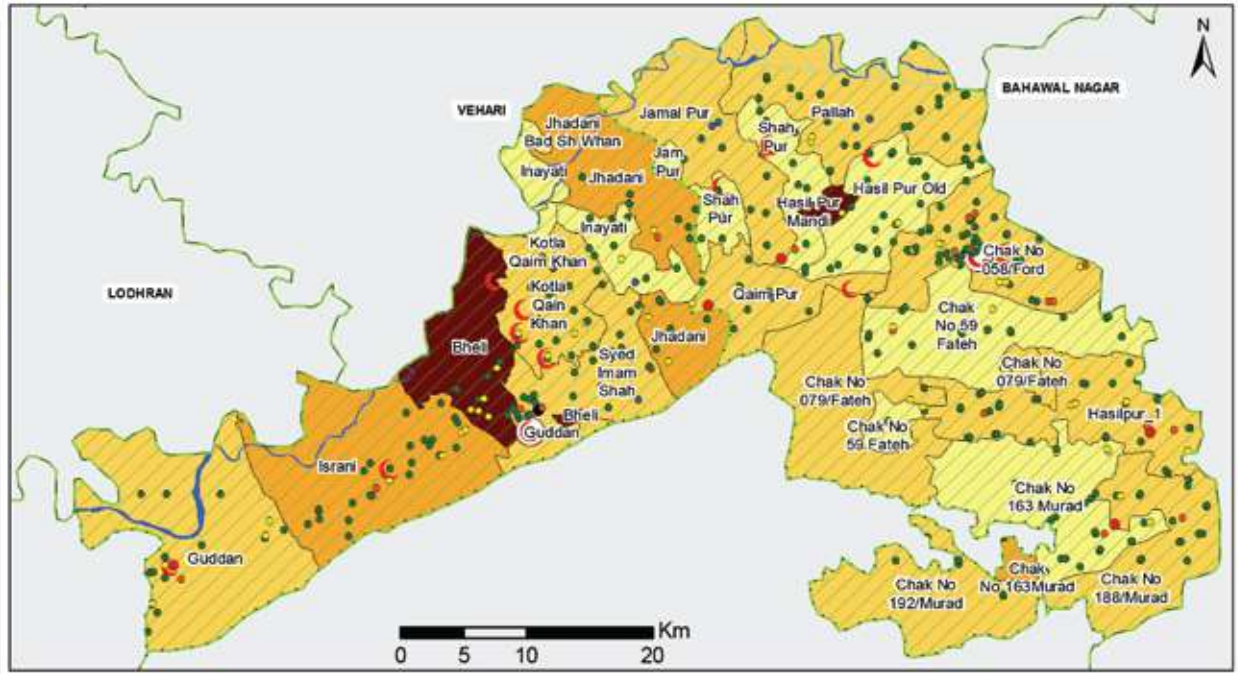 N
BAHAWAL NAGAR
VEHARI
LODHRAN
Jhadani
Bad Sh Whan
Jamal Pur
Pallah
Shah
Pur
Jam
Pur
Inayati
Jhadani
Hasil Pur Old
Shah
Pur
Hasil Pur
Mandi
Inayati
Kotla
Qaim Khan
Chak No
058/Ford
Kotla
Qain
Khan
Qaim Pur
Chak
No 59
Fateh
Bheli
Jhadani
Syed
Imam
Shah
Chak No
079/Fateh
Chak No
079/Fateh
Bheli
Guddan
Chak No
59 Fateh
Hasilpur_1
Israni
Chak No
163 Murad
Guddan
Chak No
192/Murad
Chak
No 163Murad
Chak No
188/Murad
Km
0 5 10 20